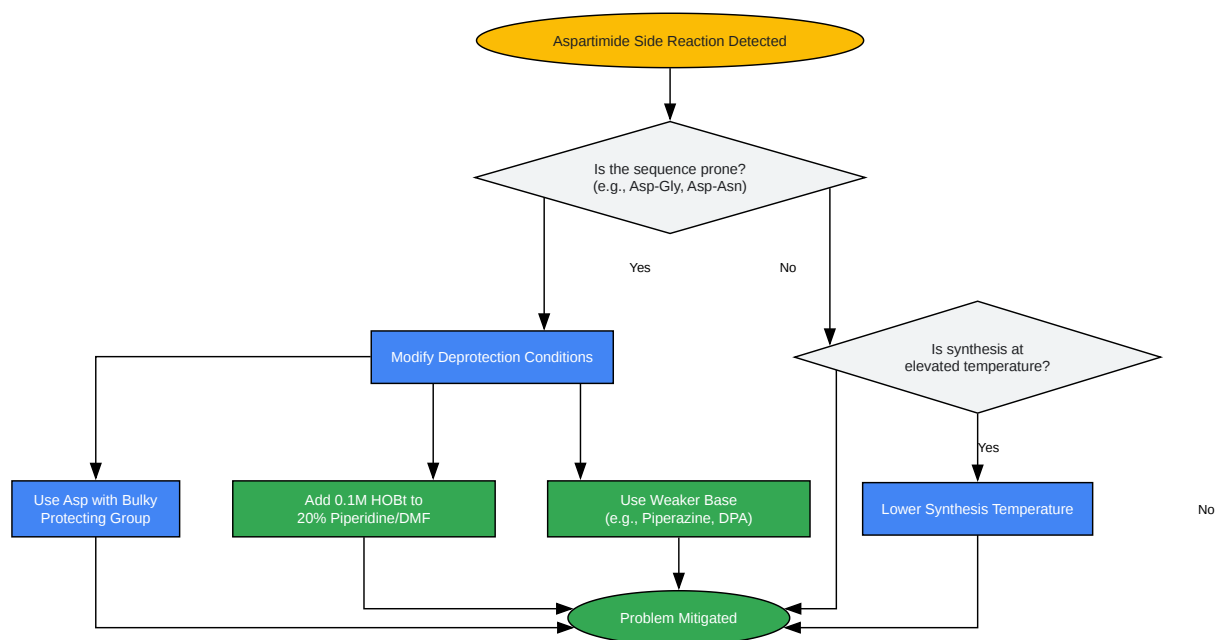 Aspartimide Side Reaction Detected
Is the sequence prone?
(e.g., Asp-Gly, Asp-Asn)
Yes
No
Modify Deprotection Conditions
Is synthesis at
elevated temperature?
Yes
Use Asp with Bulky
Protecting Group
Add 0.1M HOBt to
20% Piperidine/DMF
Use Weaker Base
(e.g., Piperazine, DPA)
Lower Synthesis Temperature
No
Problem Mitigated